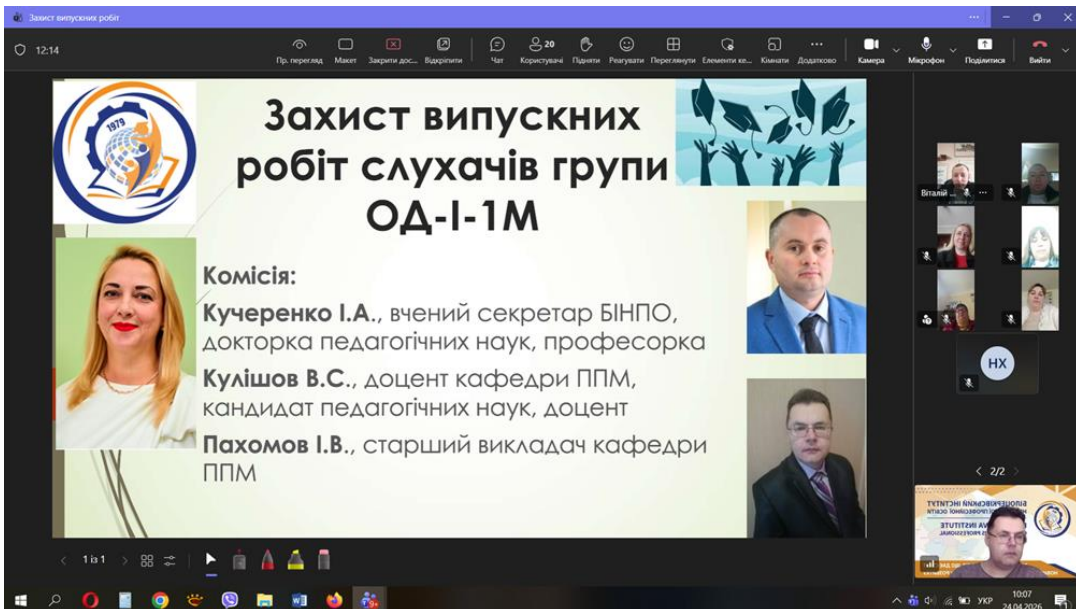 Захист випускних робіт
12:14
Пр. перегляд
Макет
Закрити дос...
Відкріпити
Чат
20
Користувачі
Підняти
Реагувати
Переглянути
Елементи ке...
Кімнати
Додатково
Камера
Мікрофон
Поділитися
Вийти
1979
Захист випускних
робіт слухачів групи
ОД-І-1М
Комісія:
Кучеренко І.А., вчений секретар БІНПО,
докторка педагогічних наук, професорка
Кулішов В.С., доцент кафедри ППМ,
кандидат педагогічних наук, доцент
Пахомов І.В., старший викладач кафедри
ППМ
Віталій ...
НХ
2/2
БІЛОЦЕРКІВСЬКИЙ ІНСТИТУТ
1 із 1
УКР
10:07
24.04.2026